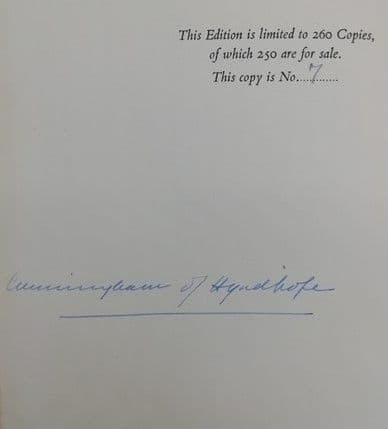 This Edition is limited to 260 Copies,
of which 250 are for sale.
This copy is No....7......
Cunningham of Hyndhope